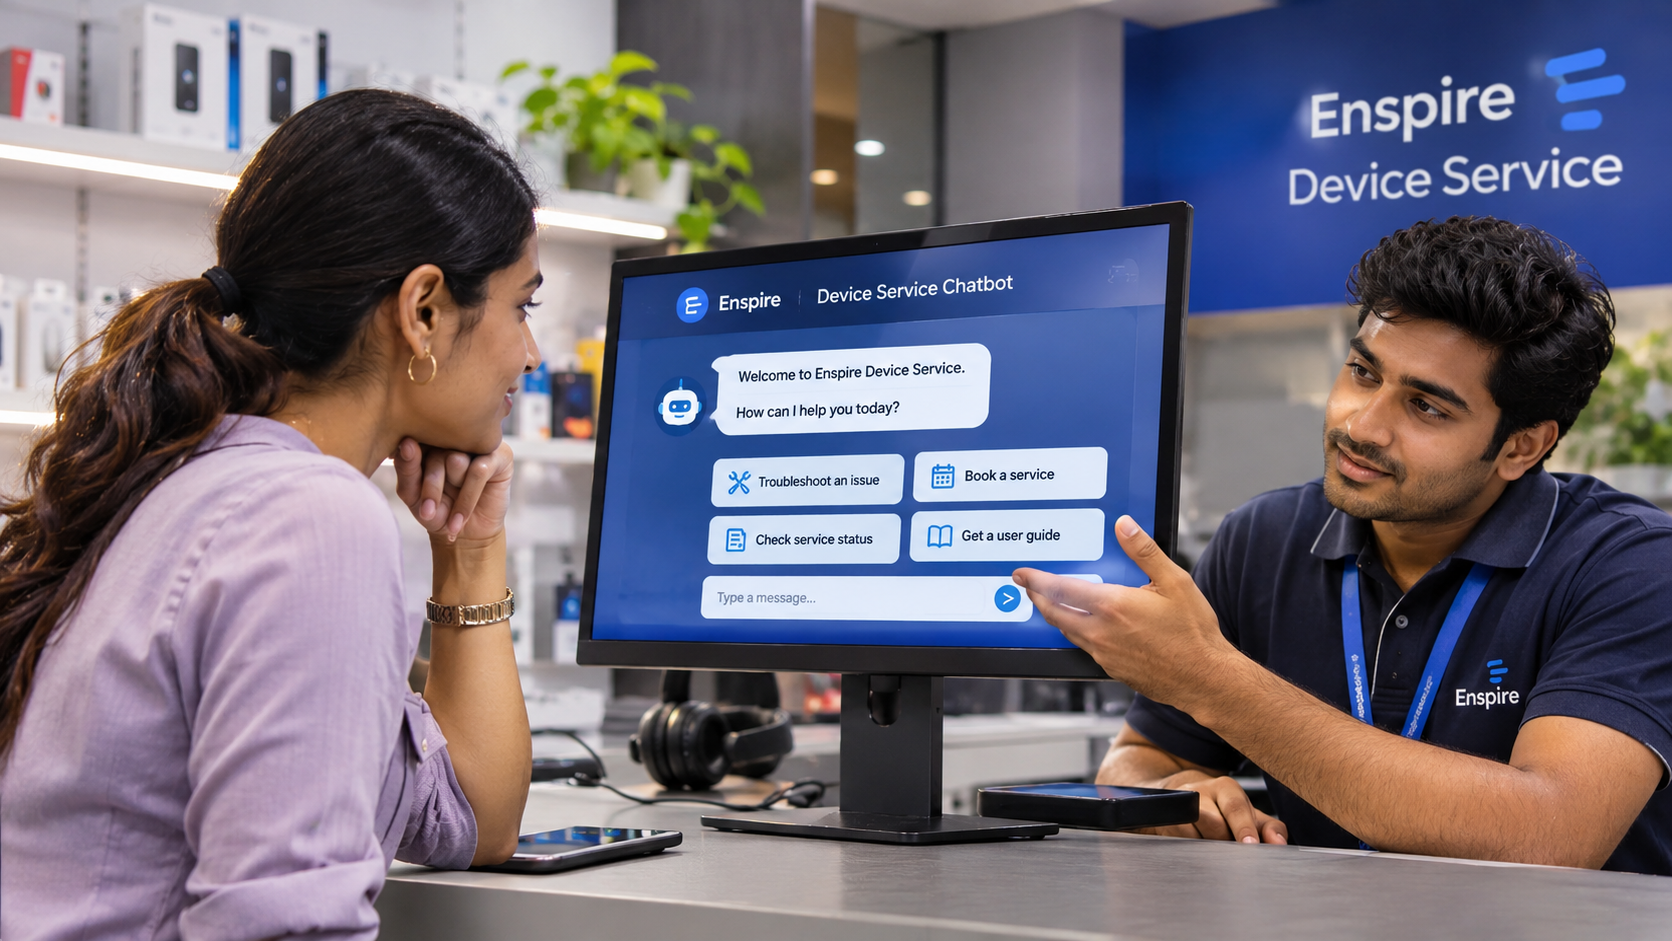 Enspire
Device Service
Enspire
Device Service Chatbot
Welcome to Enspire Device Service.
How can I help you today?
Troubleshoot an issue
Book a service
Check service status
Get a user guide
Type a message...
Enspire